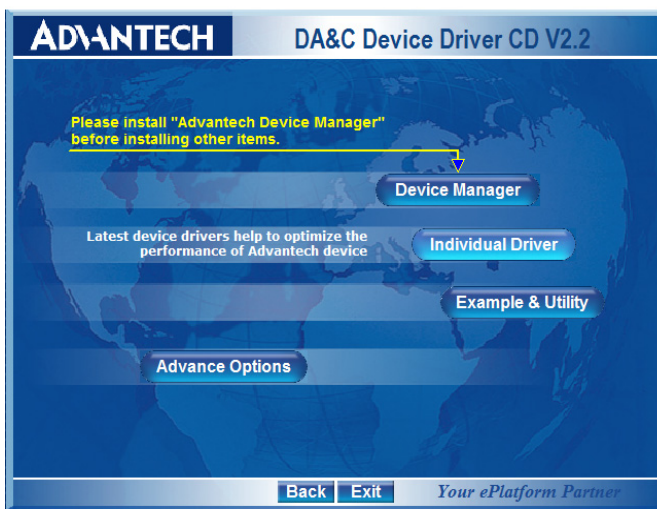 ADVANTECH
DA&C Device Driver CD V2.2
Please install "Advantech Device Manager"
before installing other items.
Device Manager
Latest device drivers help to optimize the
performance of Advantech device
Individual Driver
Example & Utility
Advance Options
Back Exit Your ePlatform Partner